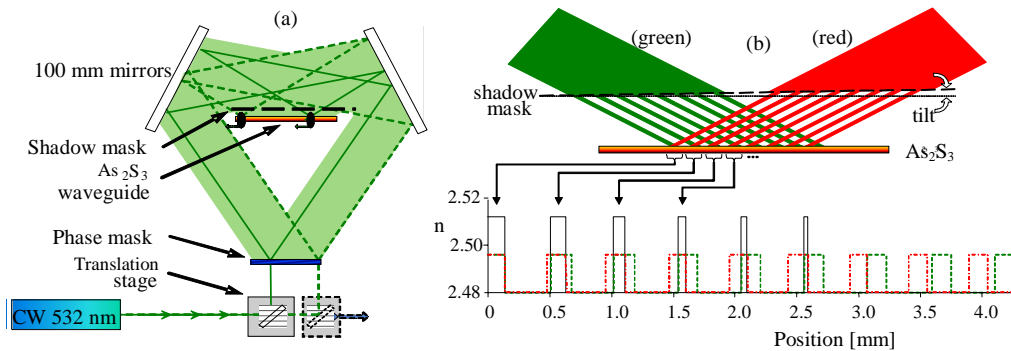 (a)
100 mm mirrors
Shadow mask
As2S3
waveguide
Phase mask
Translation
stage
CW 532 nm
(green)
(b)
(red)
shadow
mask
tilt
As2S3
2.52
n
2.50
2.48
0 0.5 1.0 1.5 2.0 2.5 3.0 3.5 4.0
Position [mm]